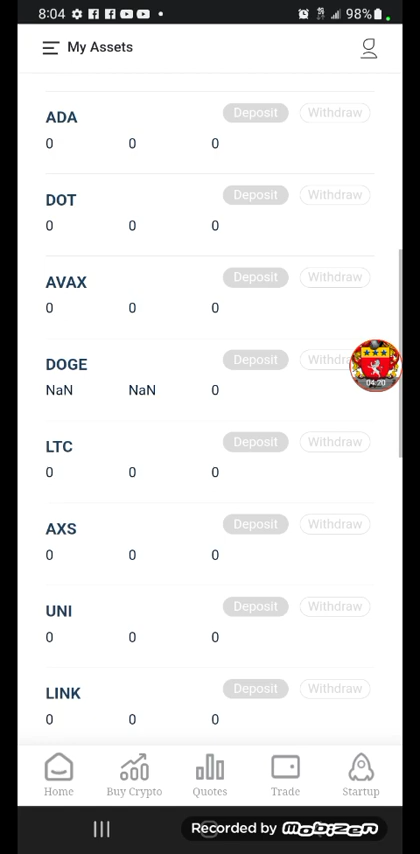 8:04 98%
My Assets
ADA Deposit Withdraw
0 0 0
DOT Deposit Withdraw
0 0 0
AVAX Deposit Withdraw
0 0 0
DOGE Deposit Withdra
NaN NaN 0
04:20
LTC Deposit Withdraw
0 0 0
AXS Deposit Withdraw
0 0 0
UNI Deposit Withdraw
0 0 0
LINK Deposit Withdraw
0 0 0
Home Buy Crypto Quotes Trade Startup
Recorded by mobizen